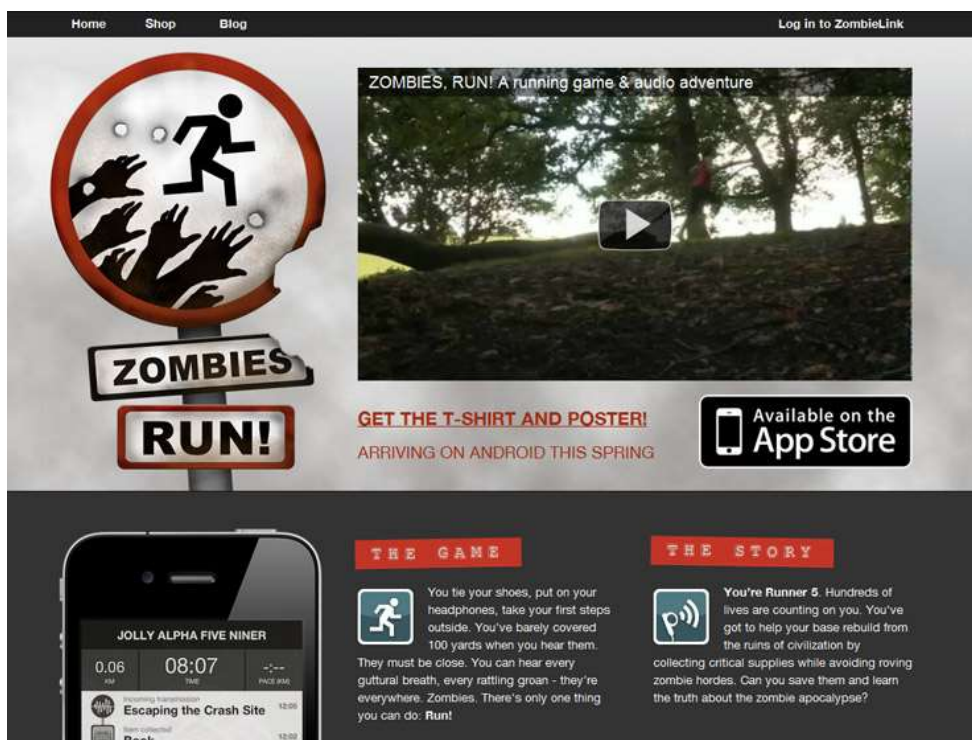 Home Shop Blog Log in to ZombieLink
ZOMBIES, RUN! A running game & audio adventure
ZOMBIES
RUN!
GET THE T-SHIRT AND POSTER!
ARRIVING ON ANDROID THIS SPRING
Available on the
App Store
THE GAME
You tie your shoes, put on your
headphones, take your first steps
outside. You've barely covered
100 yards when you hear them.
They must be close. You can hear every
guttural breath, every rattling groan - they're
everywhere. Zombies. There's only one thing
you can do: Run!
THE STORY
You're Runner 5. Hundreds of
lives are counting on you. You've
got to help your base rebuild from
the ruins of civilization by
collecting critical supplies while avoiding roving
zombie hordes. Can you save them and learn
the truth about the zombie apocalypse?
JOLLY ALPHA FIVE NINER
0.06 08:07 -:--
KM TIME PACE (KM)
Incoming transmission
Escaping the Crash Site 12:05
Item collected
Book 12:02